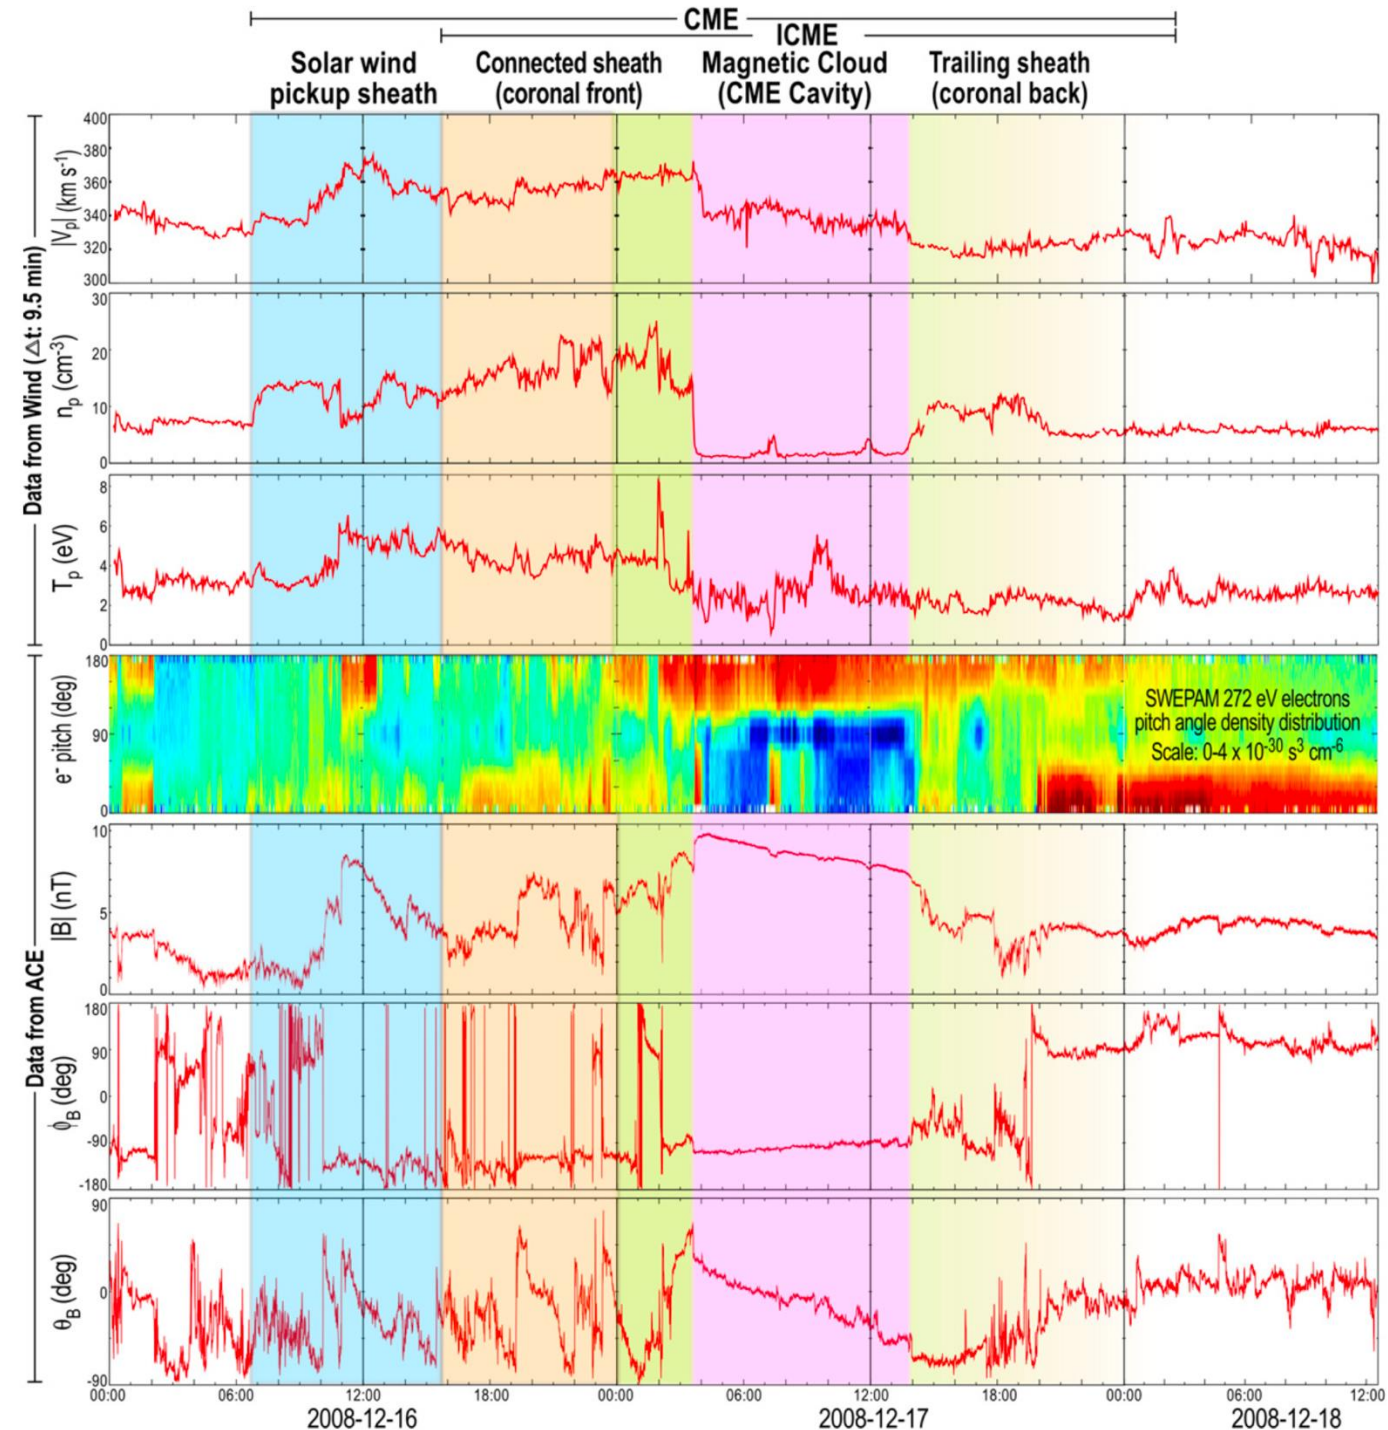 CME
ICME
Solar wind
pickup sheath
Connected sheath
(coronal front)
Magnetic Cloud
(CME Cavity)
Trailing sheath
(coronal back)
Data from Wind (Δt: 9.5 min)
|Vp| (km s-1)
400
380
360
340
320
300
np (cm-3)
30
20
10
0
Tp (eV)
8
6
4
2
0
Data from ACE
e- pitch (deg)
180
90
0
SWEPAM 272 eV electrons
pitch angle density distribution
Scale: 0-4 x 10-30 s3 cm-6
|B| (nT)
10
5
0
ϕB (deg)
180
90
0
-90
-180
θB (deg)
90
0
-90
00:00 06:00 12:00 18:00 00:00 06:00 12:00 18:00 00:00 06:00 12:00
2008-12-16 2008-12-17 2008-12-18